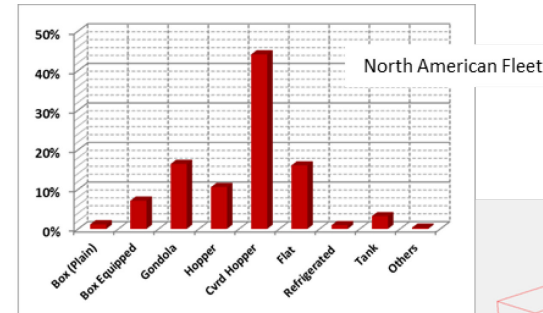 50%
North American Fleet
40%
30%
20%
10%
0%
Box (Plain)
Box Equipped
Gondola
Hopper
Cvrd Hopper
Flat
Refrigerated
Tank
Others